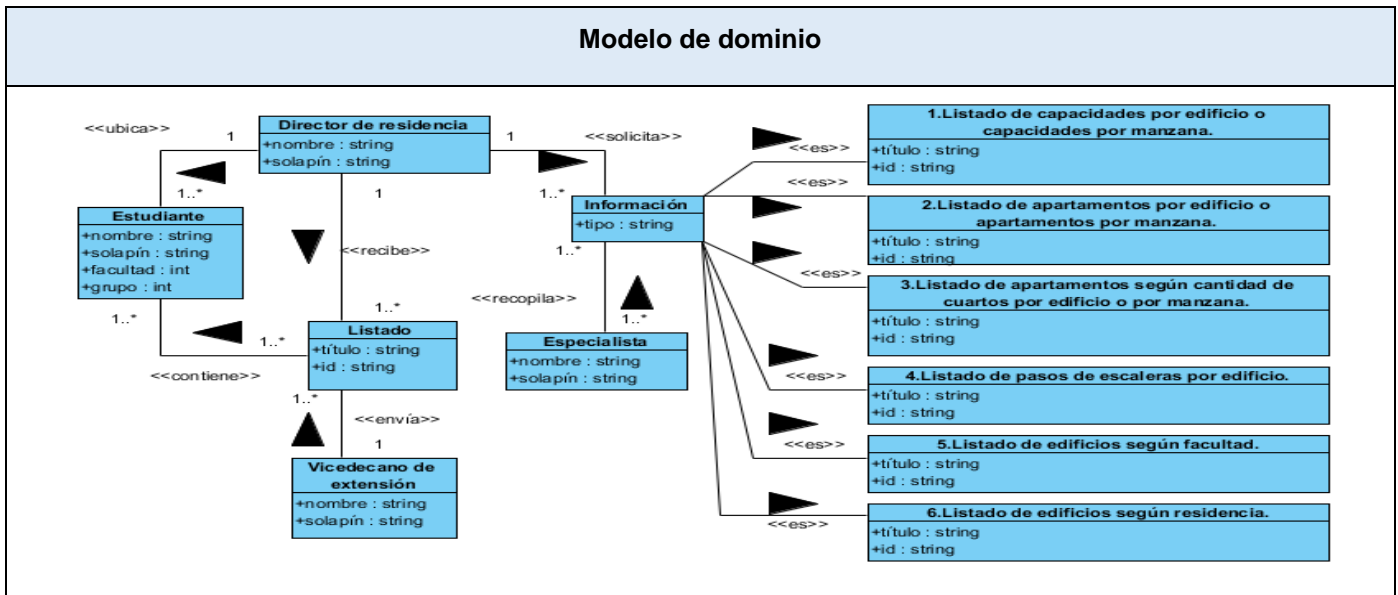 Modelo de dominio
<<ubica>>
1
Director de residencia
+nombre : string
+solapín : string
1
<<solicita>>
1..*
1
1..*
Estudiante
+nombre : string
+solapín : string
+facultad : int
+grupo : int
<<recibe>>
1..*
1..*
1..*
<<contiene>>
Listado
+título : string
+id : string
1..*
<<envía>>
1
Vicedecano de
extensión
+nombre : string
+solapín : string
Información
+tipo : string
1..*
<<recopila>>
1..*
Especialista
+nombre : string
+solapín : string
<<es>>
1.Listado de capacidades por edificio o
capacidades por manzana.
+título : string
+id : string
<<es>>
2.Listado de apartamentos por edificio o
apartamentos por manzana.
+título : string
+id : string
<<es>>
3.Listado de apartamentos según cantidad de
cuartos por edificio o por manzana.
+título : string
+id : string
<<es>>
4.Listado de pasos de escaleras por edificio.
+título : string
+id : string
<<es>>
5.Listado de edificios según facultad.
+título : string
+id : string
<<es>>
6.Listado de edificios según residencia.
+título : string
+id : string